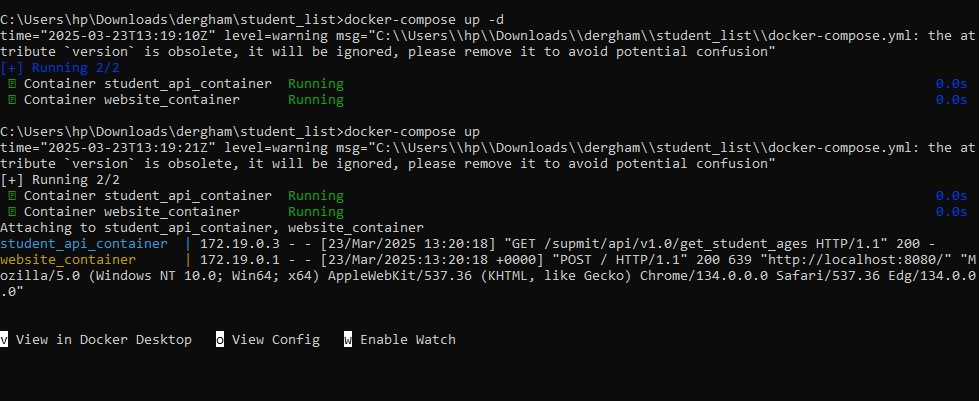 C:\Users\hp\Downloads\dergham\student_list>docker-compose up -d
time="2025-03-23T13:19:10Z" level=warning msg="C:\\Users\\hp\\Downloads\\dergham\\student_list\\docker-compose.yml: the at
tribute `version` is obsolete, it will be ignored, please remove it to avoid potential confusion"
[+] Running 2/2
Container student_api_container  Running 0.0s
Container website_container      Running 0.0s
C:\Users\hp\Downloads\dergham\student_list>docker-compose up
time="2025-03-23T13:19:21Z" level=warning msg="C:\\Users\\hp\\Downloads\\dergham\\student_list\\docker-compose.yml: the at
tribute `version` is obsolete, it will be ignored, please remove it to avoid potential confusion"
[+] Running 2/2
Container student_api_container  Running 0.0s
Container website_container      Running 0.0s
Attaching to student_api_container, website_container
student_api_container  | 172.19.0.3 - - [23/Mar/2025 13:20:18] "GET /supmit/api/v1.0/get_student_ages HTTP/1.1" 200 -
website_container      | 172.19.0.1 - - [23/Mar/2025:13:20:18 +0000] "POST / HTTP/1.1" 200 639 "http://localhost:8080/" "M
ozilla/5.0 (Windows NT 10.0; Win64; x64) AppleWebKit/537.36 (KHTML, like Gecko) Chrome/134.0.0.0 Safari/537.36 Edg/134.0.0
.0"
v View in Docker Desktop   o View Config   w Enable Watch